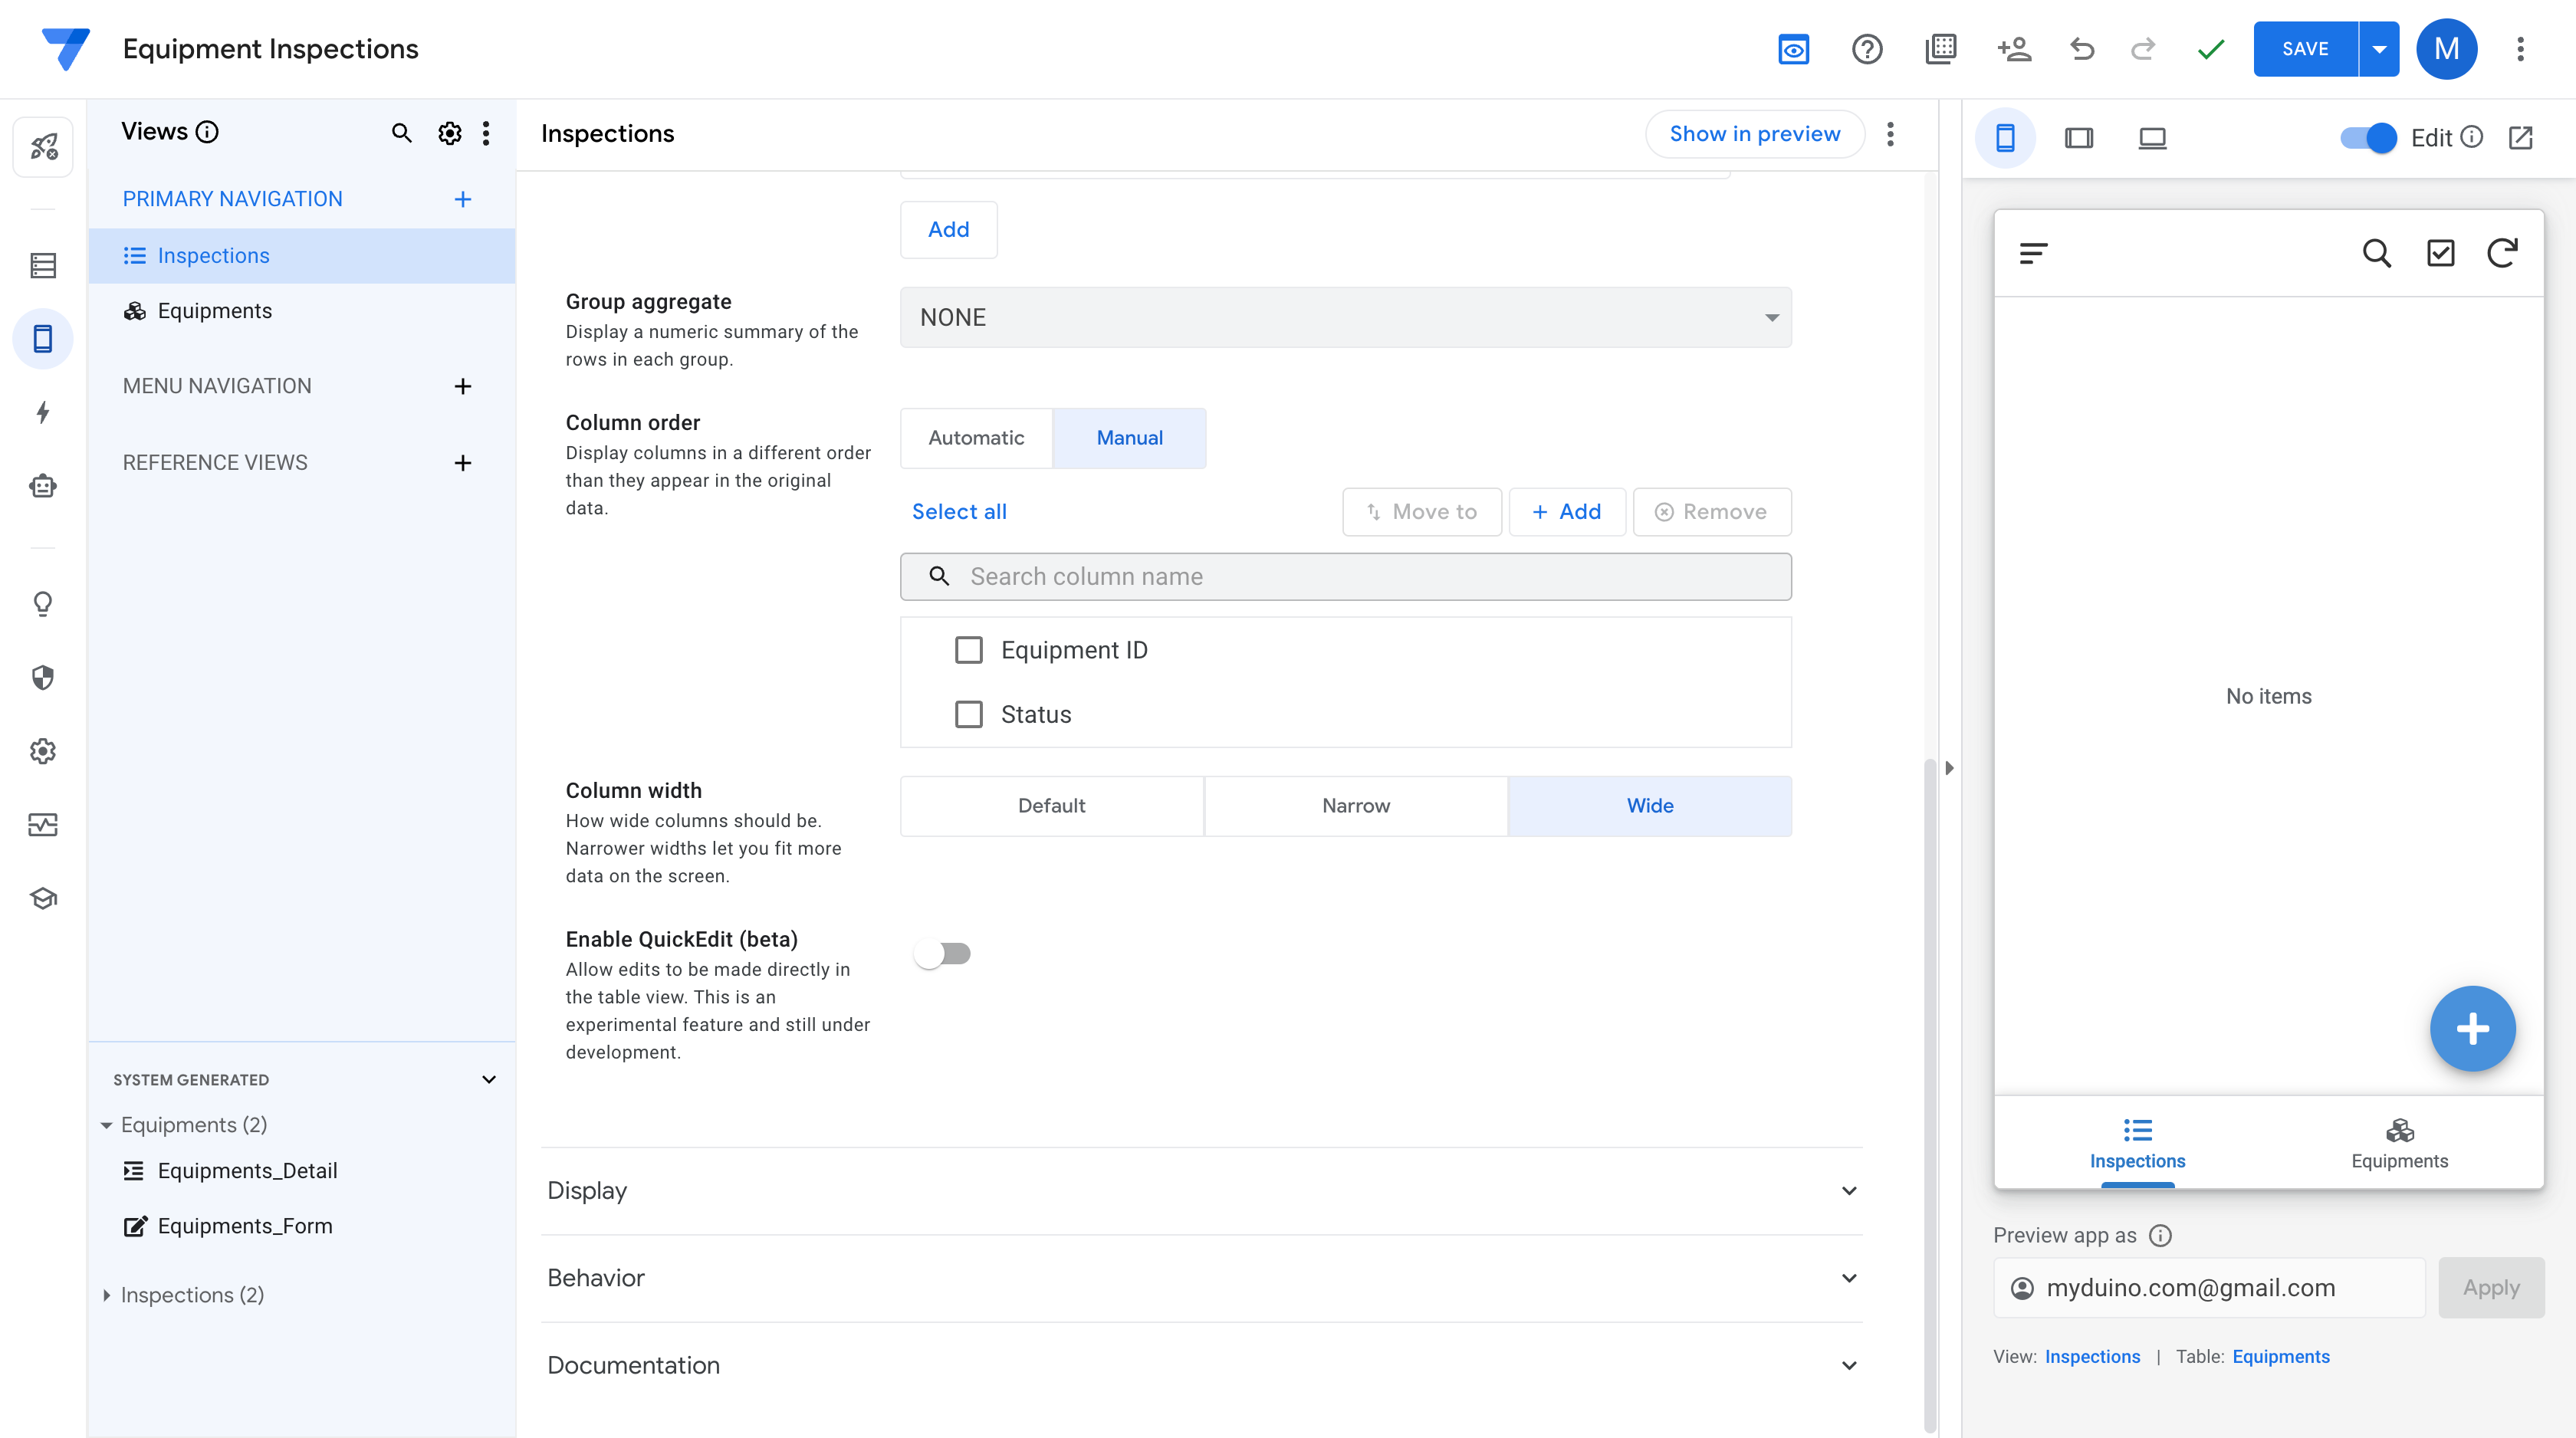 Equipment Inspections
SAVE
M
Views
PRIMARY NAVIGATION
Inspections
Equipments
MENU NAVIGATION
REFERENCE VIEWS
SYSTEM GENERATED
Equipments (2)
Equipments_Detail
Equipments_Form
Inspections (2)
Inspections
Show in preview
Add
Group aggregate
Display a numeric summary of the
rows in each group.
NONE
Column order
Display columns in a different order
than they appear in the original
data.
Automatic
Manual
Select all
Move to
Add
Remove
Search column name
Equipment ID
Status
Column width
How wide columns should be.
Narrower widths let you fit more
data on the screen.
Default
Narrow
Wide
Enable QuickEdit (beta)
Allow edits to be made directly in
the table view. This is an
experimental feature and still under
development.
Display
Behavior
Documentation
Edit
No items
Inspections
Equipments
Preview app as
myduino.com@gmail.com
Apply
View: Inspections | Table: Equipments